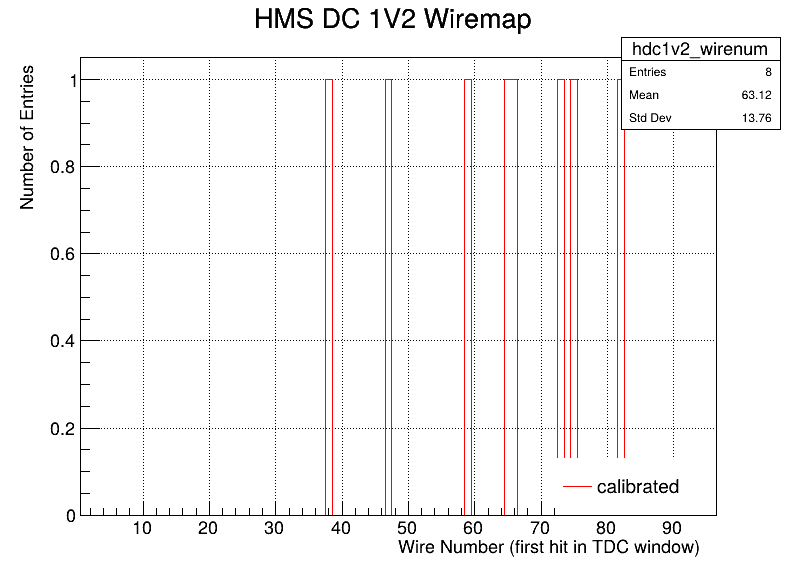 HMS DC 1V2 Wiremap
hdc1v2_wirenum
Entries 8
Mean 63.12
Std Dev 13.76
Number of Entries
1
0.8
0.6
0.4
0.2
0
10 20 30 40 50 60 70 80 90
Wire Number (first hit in TDC window)
calibrated